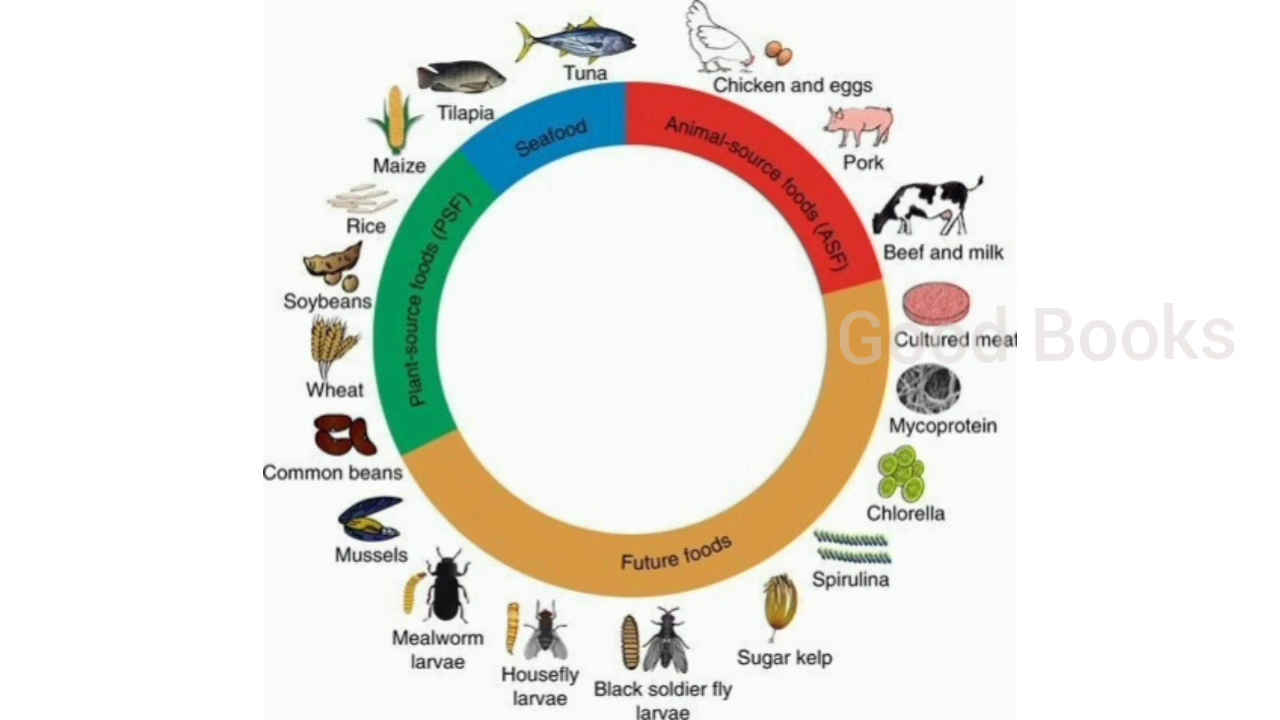 Tuna
Chicken and eggs
Tilapia
Pork
Maize
Seafood
Animal-source foods (ASF)
Rice
Beef and milk
Plant-source foods (PSF)
Soybeans
Good Books
Cultured meat
Wheat
Mycoprotein
Common beans
Chlorella
Mussels
Future foods
Spirulina
Mealworm
larvae
Sugar kelp
Housefly
larvae
Black soldier fly
larvae